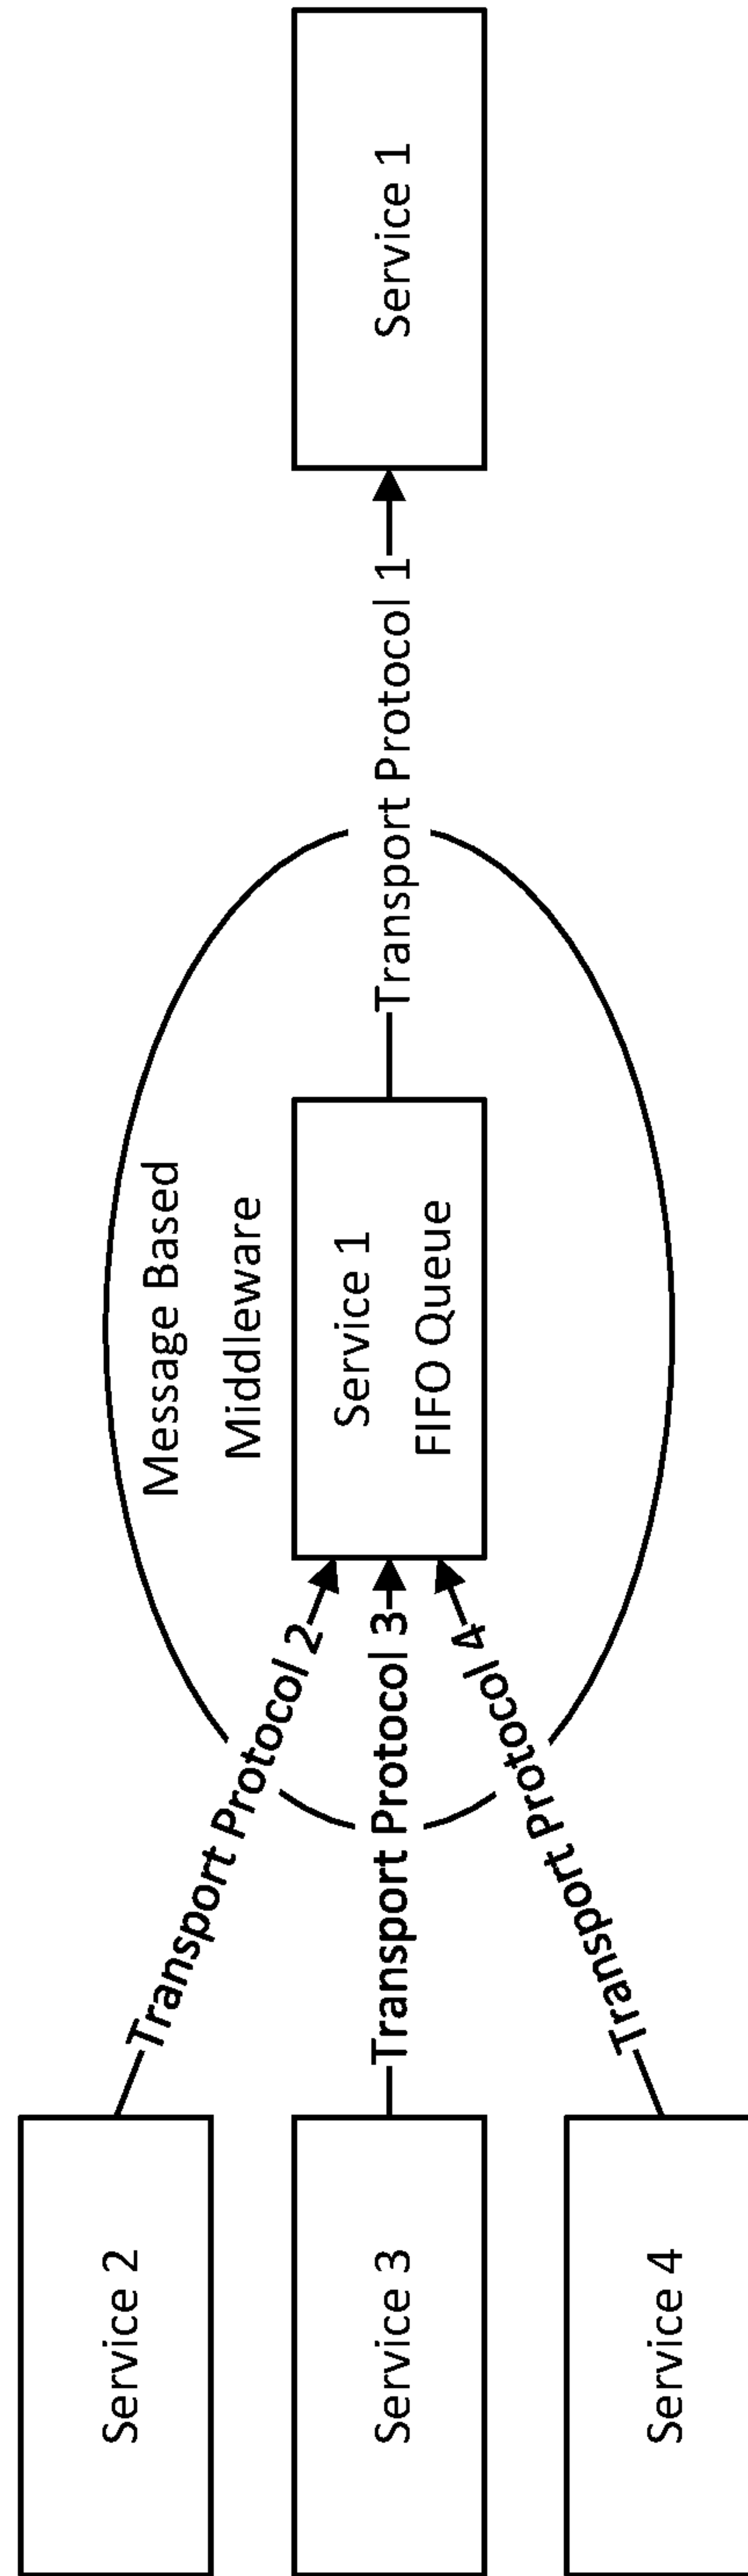 Service 2
Service 3
Service 4
Transport Protocol 2
Transport Protocol 3
Transport Protocol 4
Message Based
Middleware
Service 1
FIFO Queue
Transport Protocol 1
Service 1